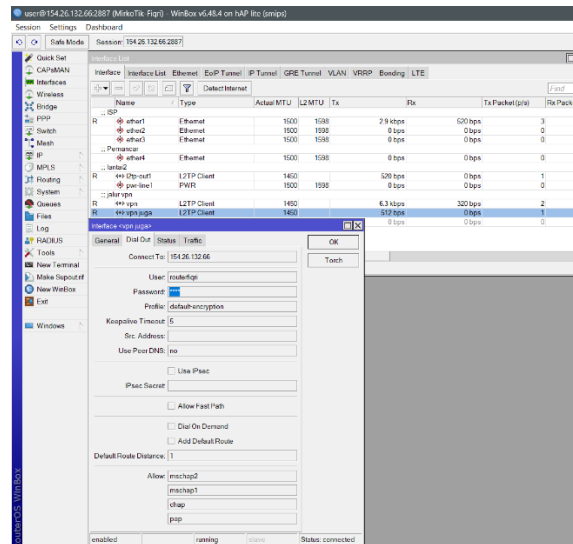 user@154.26.132.66:2887 (MirkoTik-Fiqri) - WinBox v6.48.4 on hAP lite (smips)
Session Settings Dashboard
Safe Mode Session: 154.26.132.66:2887
Quick Set
CAPsMAN
Interfaces
Wireless
Bridge
PPP
Switch
Mesh
IP
MPLS
Routing
System
Queues
Files
Log
RADIUS
Tools
New Terminal
Make Supout.rif
New WinBox
Exit
Windows
RouterOS WinBox
Interface List
Interface Interface List Ethernet EoIP Tunnel IP Tunnel GRE Tunnel VLAN VRRP Bonding LTE
Detect Internet Find
Name / Type Actual MTU L2 MTU Tx Rx Tx Packet (p/s) Rx Pack
;;; ISP
R ether1 Ethernet 1500 1598 2.9 kbps 520 bps 3
ether2 Ethernet 1500 1598 0 bps 0 bps 0
ether3 Ethernet 1500 1598 0 bps 0 bps 0
;;; Pemancar
ether4 Ethernet 1500 1598 0 bps 0 bps 0
;;; lantai2
R l2tp-out1 L2TP Client 1450 520 bps 0 bps 1
pwr-line1 PWR 1500 1598 0 bps 0 bps 0
;;; jalur vpn
R vpn L2TP Client 1450 6.3 kbps 320 bps 2
R vpn juga L2TP Client 1450 512 bps 0 bps 1
0 bps 0 bps 0
Interface <vpn juga>
General Dial Out Status Traffic
Connect To: 154.26.132.66
User: routerfiqri
Password: ****
Profile: default-encryption
Keepalive Timeout: 5
Src. Address:
Use Peer DNS: no
Use IPsec
IPsec Secret:
Allow Fast Path
Dial On Demand
Add Default Route
Default Route Distance: 1
Allow: mschap2
mschap1
chap
pap
OK
Torch
enabled running slave Status: connected